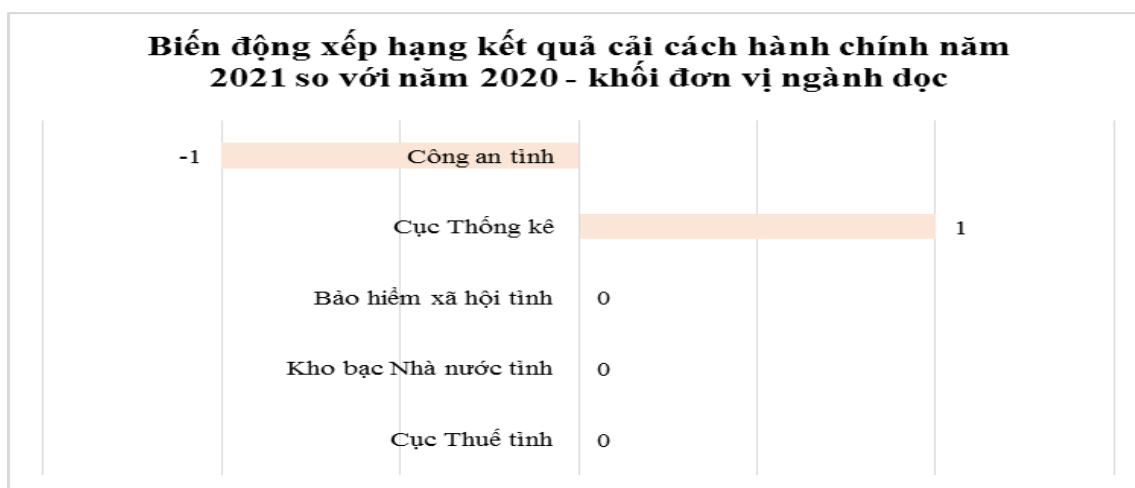 Biến động xếp hạng kết quả cải cách hành chính năm
2021 so với năm 2020 - khối đơn vị ngành dọc
-1 Công an tỉnh
Cục Thống kê 1
Bảo hiểm xã hội tỉnh 0
Kho bạc Nhà nước tỉnh 0
Cục Thuế tỉnh 0